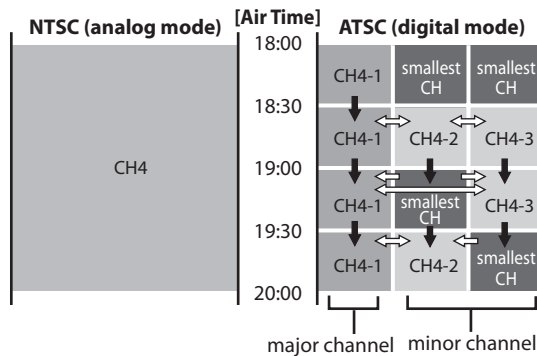 NTSC (analog mode)
[Air Time]
ATSC (digital mode)
18:00
CH4-1
smallest
CH
smallest
CH
18:30
CH4-1
CH4-2
CH4-3
CH4
19:00
CH4-1
smallest
CH
CH4-3
19:30
CH4-1
CH4-2
smallest
CH
20:00
major channel
minor channel